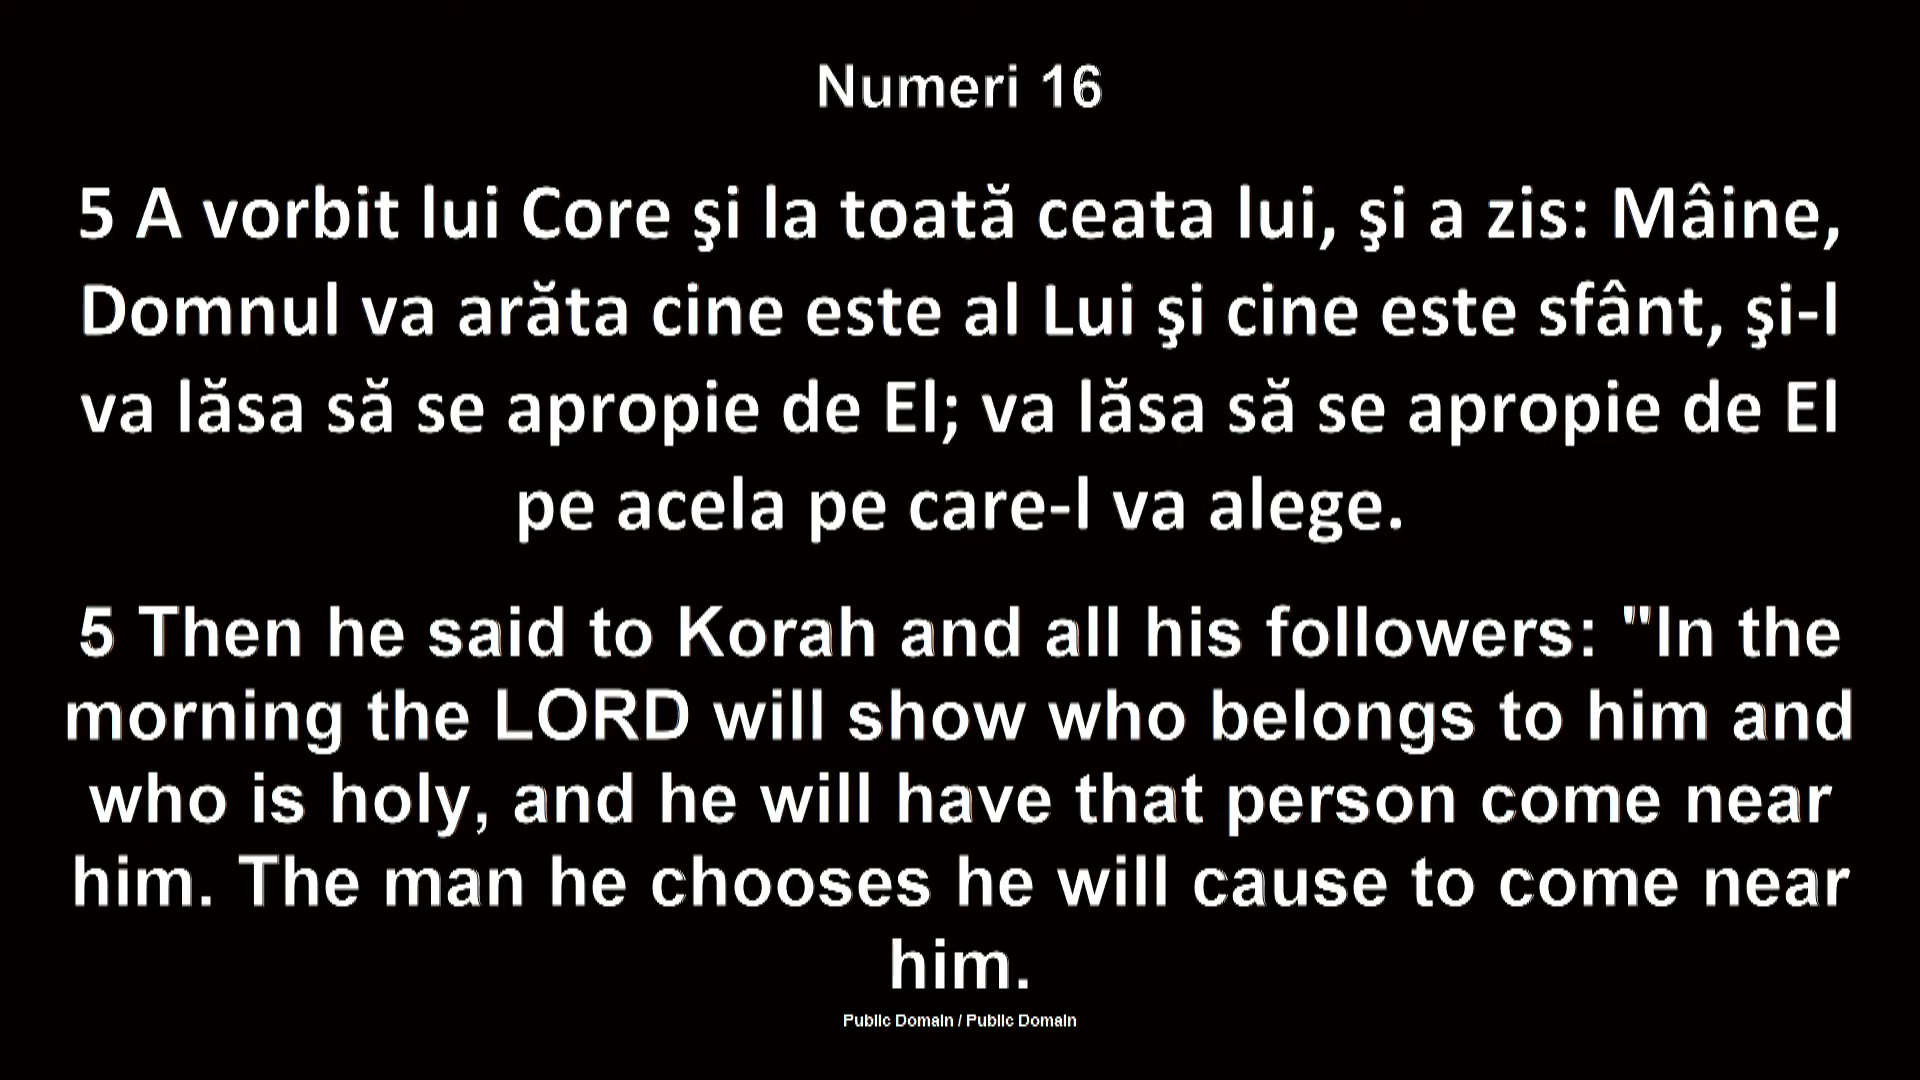 Numeri 16
5 A vorbit lui Core şi la toată ceata lui, şi a zis: Mâine,
Domnul va arăta cine este al Lui şi cine este sfânt, şi-l
va lăsa să se apropie de El; va lăsa să se apropie de El
pe acela pe care-l va alege.
5 Then he said to Korah and all his followers: "In the
morning the LORD will show who belongs to him and
who is holy, and he will have that person come near
him. The man he chooses he will cause to come near
him.
Public Domain / Public Domain